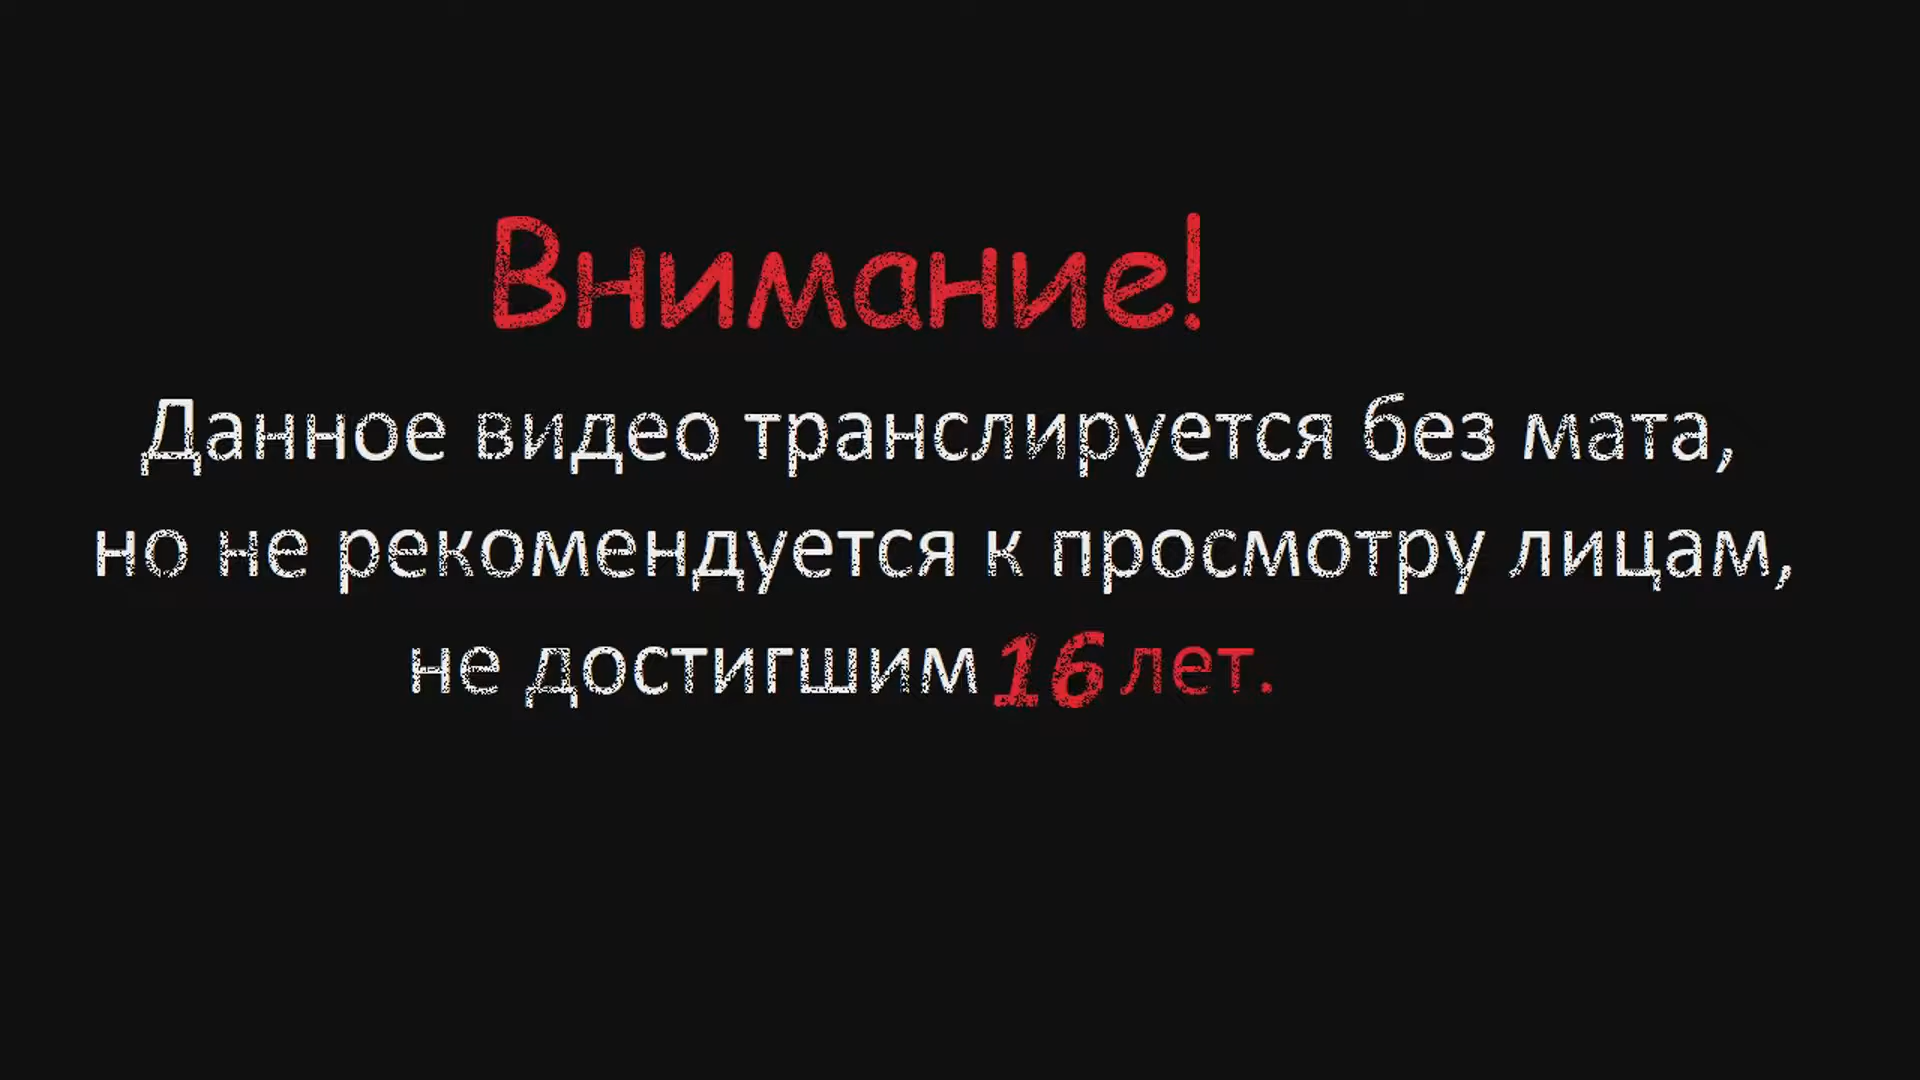 Внимание!
Данное видео транслируется без мата,
но не рекомендуется к просмотру лицам,
не достигшим 16 лет.